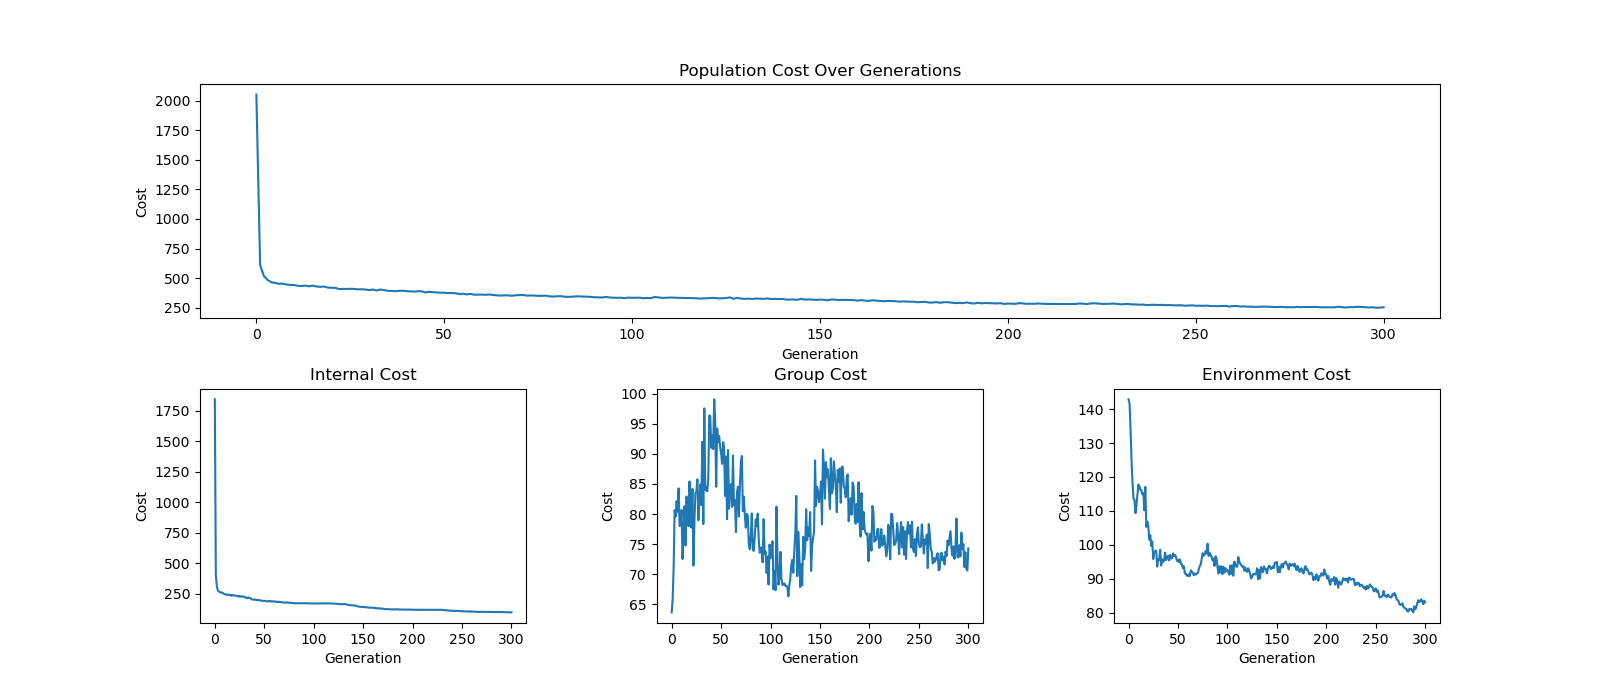 Population Cost Over Generations
2000
1750
1500
1250
1000
750
500
250
Cost
0 50 100 150 200 250 300
Generation
Internal Cost
1750
1500
1250
1000
750
500
250
Cost
0 50 100 150 200 250 300
Generation
Group Cost
100
95
90
85
80
75
70
65
Cost
0 50 100 150 200 250 300
Generation
Environment Cost
140
130
120
110
100
90
80
Cost
0 50 100 150 200 250 300
Generation